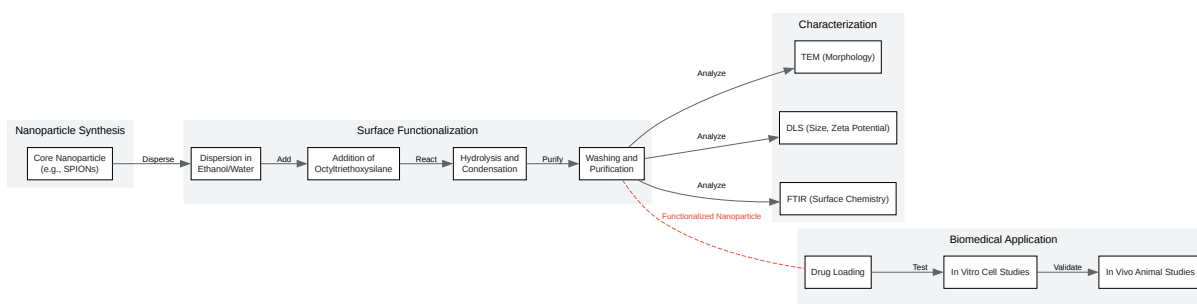 Nanoparticle Synthesis
Core Nanoparticle
(e.g., SPIONs)
Disperse
Surface Functionalization
Dispersion in
Ethanol/Water
Add
Addition of
Octyltriethoxysilane
React
Hydrolysis and
Condensation
Purify
Washing and
Purification
Characterization
Analyze
TEM (Morphology)
Analyze
DLS (Size, Zeta Potential)
Analyze
FTIR (Surface Chemistry)
Functionalized Nanoparticle
Biomedical Application
Drug Loading
Test
In Vitro Cell Studies
Validate
In Vivo Animal Studies